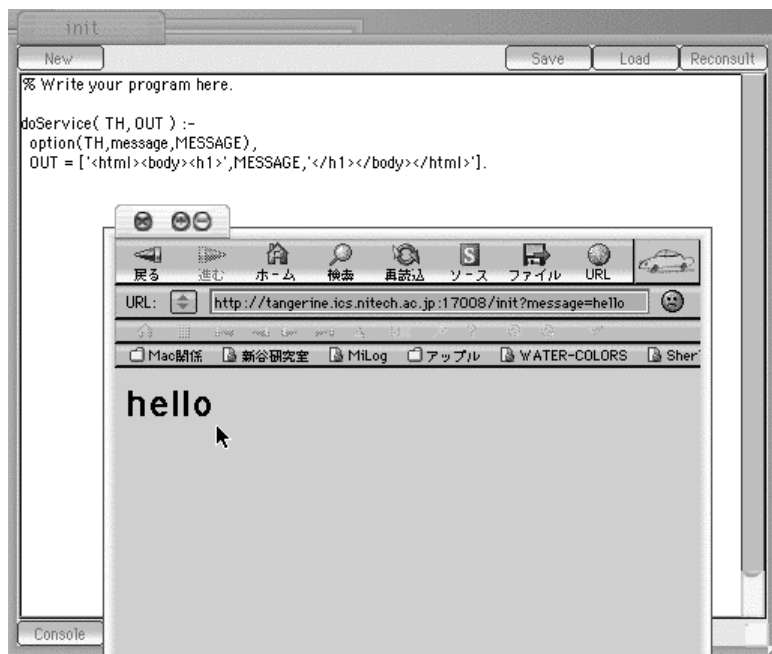 init
New Save Load Reconsult
% Write your program here.
doService( TH, OUT ) :-
option(TH,message,MESSAGE),
OUT = ['<html><body><h1>',MESSAGE,'</h1></body></html>'].
戻る 進む ホーム 検索 再読込 ソース ファイル URL
URL: http://tangerine.ics.nitech.ac.jp:17008/init?message=hello
Mac関係 新谷研究室 MiLog アップル WATER-COLORS Sher
hello
Console